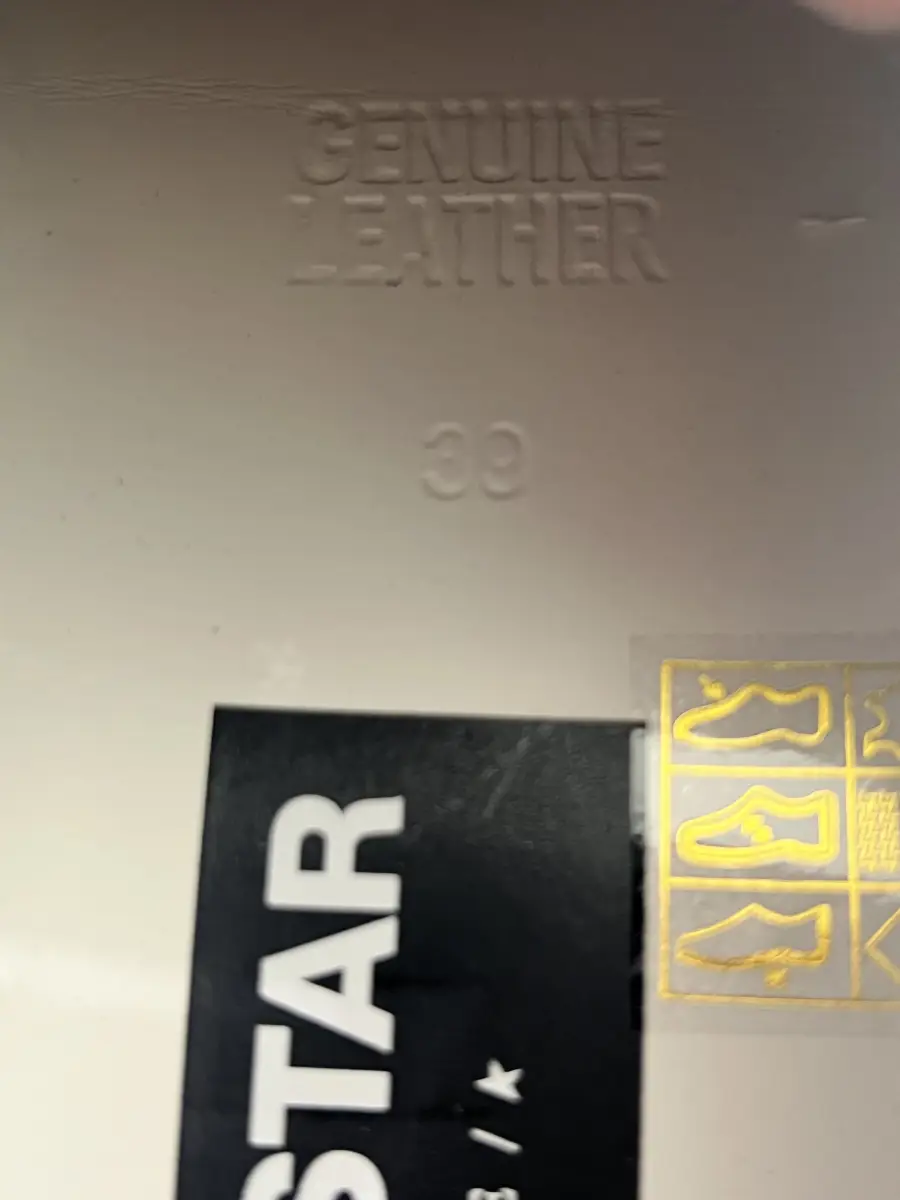 GENUINE
LEATHER
39
STAR